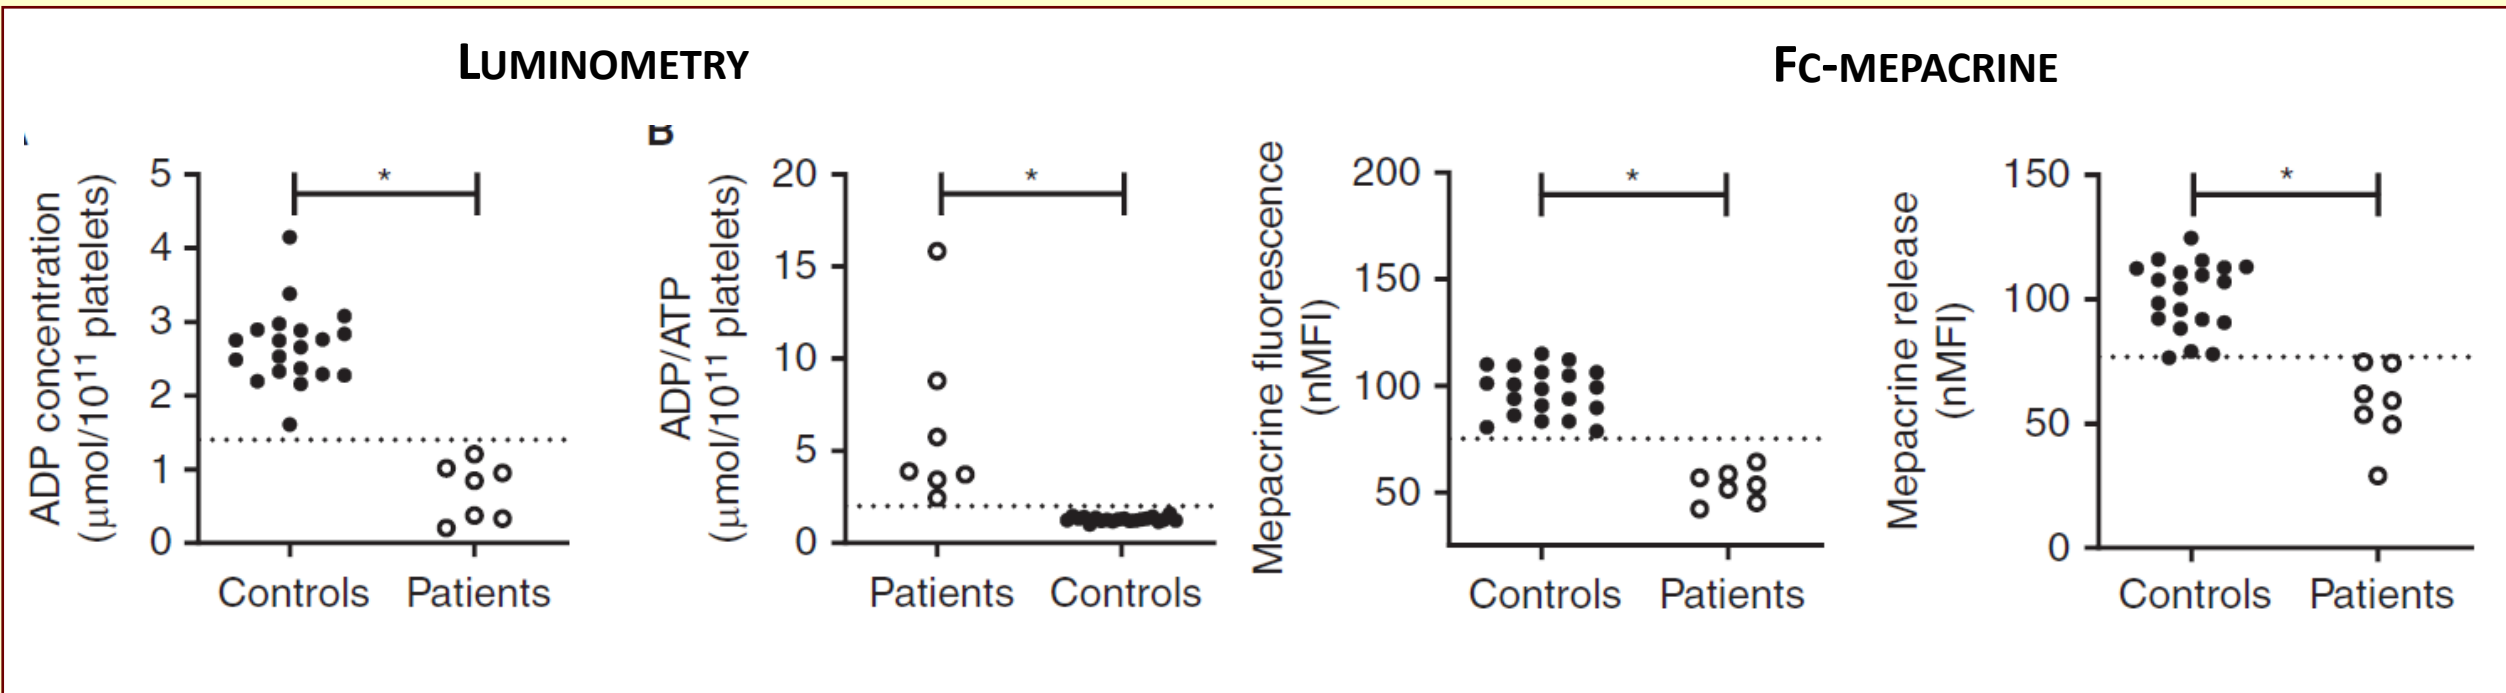 LUMINOMETRY
FC-MEPACRINE
B
ADP concentration
(μmol/10¹¹ platelets)
5
4
3
2
1
0
*
Controls Patients
ADP/ATP
(μmol/10¹¹ platelets)
20
15
10
5
0
*
Patients Controls
Mepacrine fluorescence
(nMFI)
200
150
100
50
*
Controls Patients
Mepacrine release
(nMFI)
150
100
50
0
*
Controls Patients